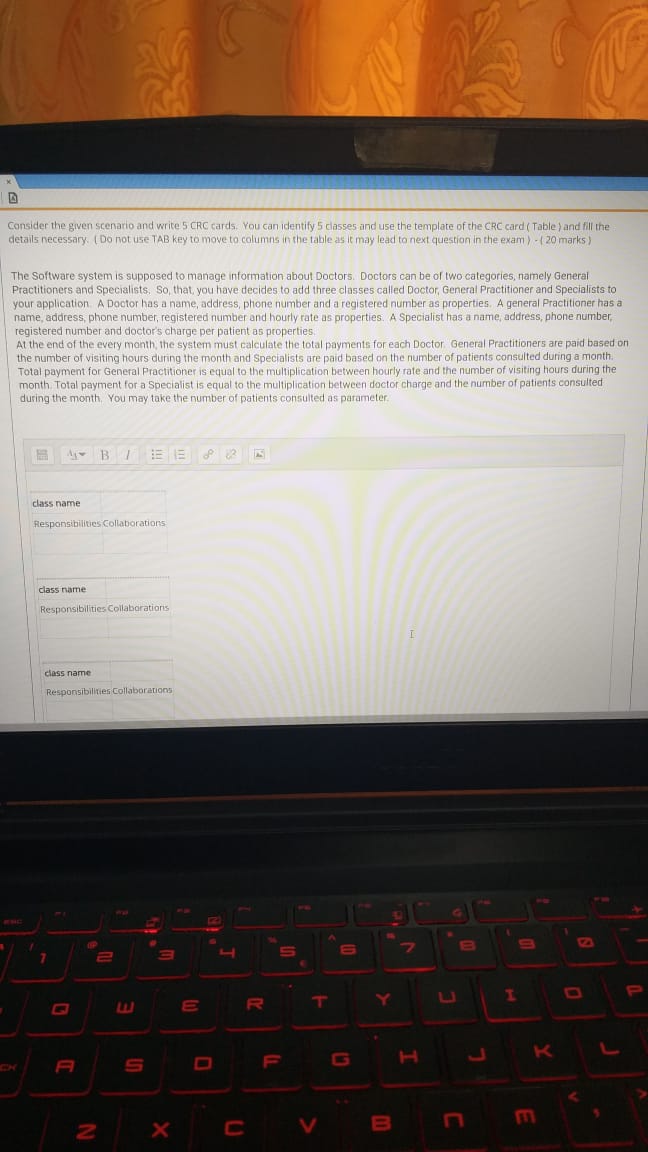 Consider the given scenario and write 5 CRC cards. You can identify 5 classes and use the template of the CRC card ( Table ) and fill the
details necessary. ( Do not use TAB key to move to columns in the table as it may lead to next question in the exam ) - ( 20 marks )
The Software system is supposed to manage information about Doctors. Doctors can be of two categories, namely General
Practitioners and Specialists. So, that, you have decides to add three classes called Doctor, General Practitioner and Specialists to
your application. A Doctor has a name, address, phone number and a registered number as properties. A general Practitioner has a
name, address, phone number, registered number and hourly rate as properties. A Specialist has a name, address, phone number,
registered number and doctor's charge per patient as properties.
At the end of the every month, the system must calculate the total payments for each Doctor. General Practitioners are paid based on
the number of visiting hours during the month and Specialists are paid based on the number of patients consulted during a month.
Total payment for General Practitioner is equal to the multiplication between hourly rate and the number of visiting hours during the
month. Total payment for a Specialist is equal to the multiplication between doctor charge and the number of patients consulted
during the month. You may take the number of patients consulted as parameter.
B I
class name
Responsibilities Collaborations
class name
Responsibilities Collaborations
class name
Responsibilities Collaborations
ESC
! 1 @ 2 # 3 $ 4 % 5 ^ 6 & 7 * 8 ( 9 ) 0
Q W E R T Y U I O P
A S D F G H J K L
Z X C V B N M < , >